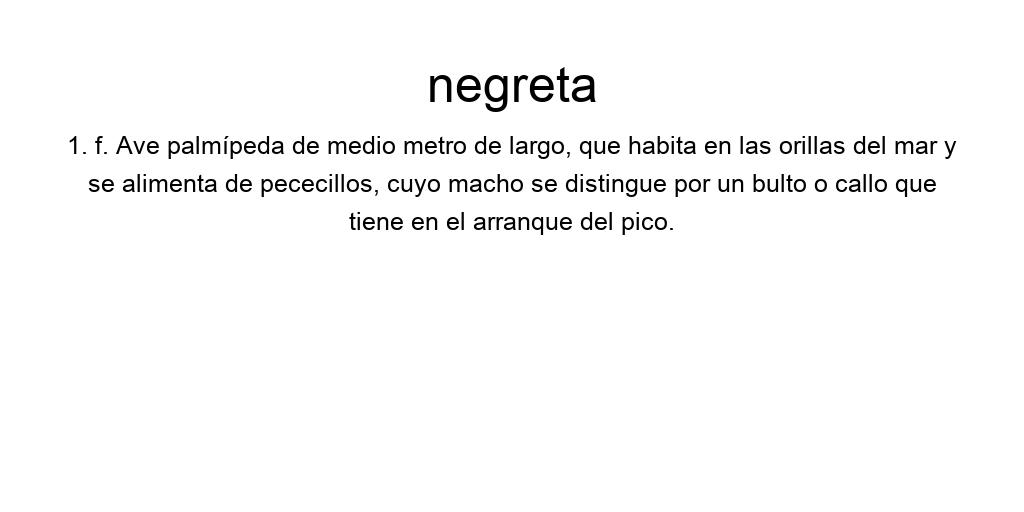 negreta
1. f. Ave palmípeda de medio metro de largo, que habita en las orillas del mar y
se alimenta de pececillos, cuyo macho se distingue por un bulto o callo que
tiene en el arranque del pico.